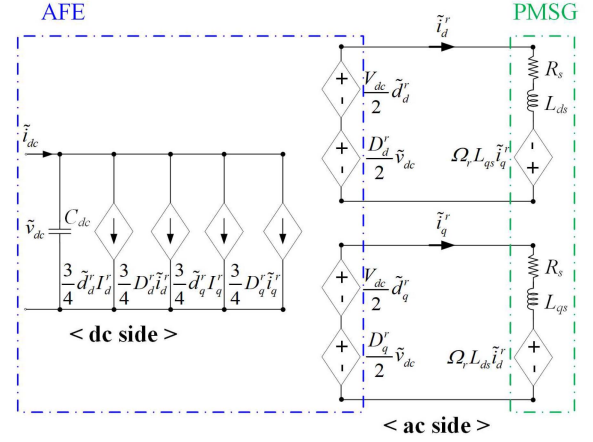 AFE
PMSG
ĩ_d^r
V_dc/2 d̃_d^r
D_d^r/2 ṽ_dc
R_s
L_ds
Ω_r L_qs ĩ_q^r
ĩ_dc
ṽ_dc
C_dc
3/4 d̃_d^r I_d^r
3/4 D_d^r ĩ_d^r
3/4 d̃_q^r I_q^r
3/4 D_q^r ĩ_q^r
< dc side >
ĩ_q^r
V_dc/2 d̃_q^r
D_q^r/2 ṽ_dc
R_s
L_qs
Ω_r L_ds ĩ_d^r
< ac side >